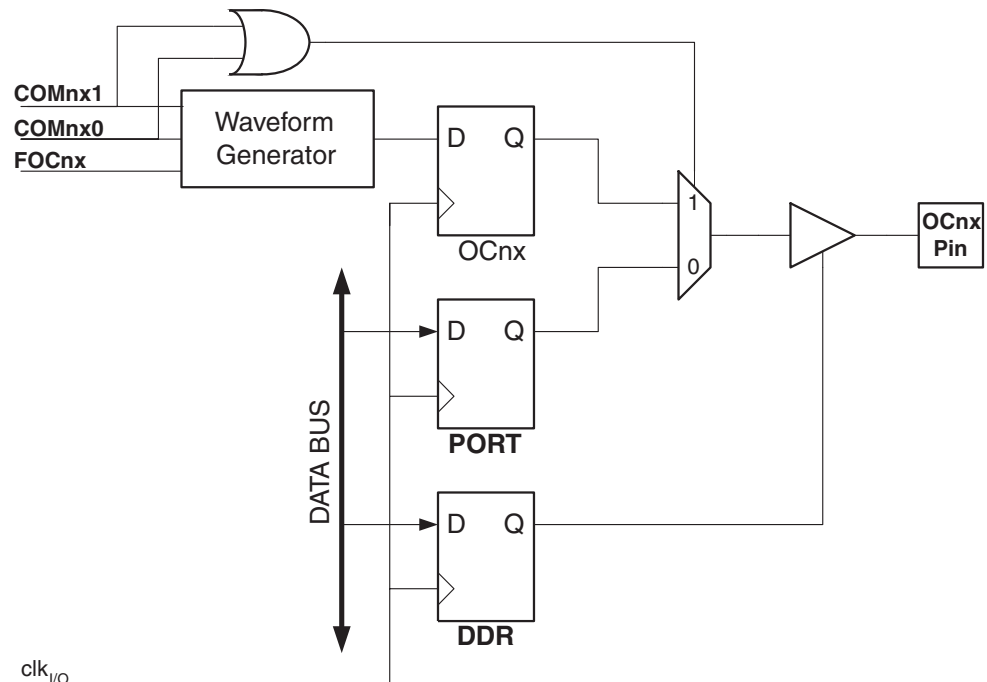 COMnx1
COMnx0
FOCnx
Waveform
Generator
D Q
OCnx
1
0
OCnx
Pin
D Q
PORT
DATA BUS
D Q
DDR
clkI/O